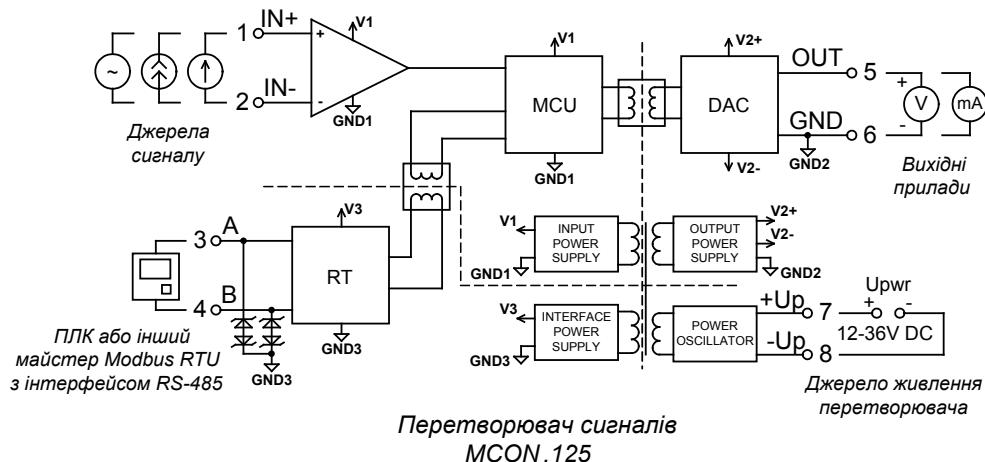 1 IN+
+
V1
~
2 IN-
-
GND1
Джерела
сигналу
V1
MCU
GND1
V2+
DAC
V2-
OUT 5
GND 6
GND2
+
-
V
mA
Вихідні
прилади
3 A
4 B
V3
RT
GND3
GND3
ПЛК або інший
майстер Modbus RTU
з інтерфейсом RS-485
V1
GND1
INPUT
POWER
SUPPLY
OUTPUT
POWER
SUPPLY
V2+
V2-
GND2
V3
GND3
INTERFACE
POWER
SUPPLY
POWER
OSCILLATOR
+Up 7
-Up 8
Upwr
+ -
12-36V DC
Джерело живлення
перетворювача
Перетворювач сигналів
MCON .125